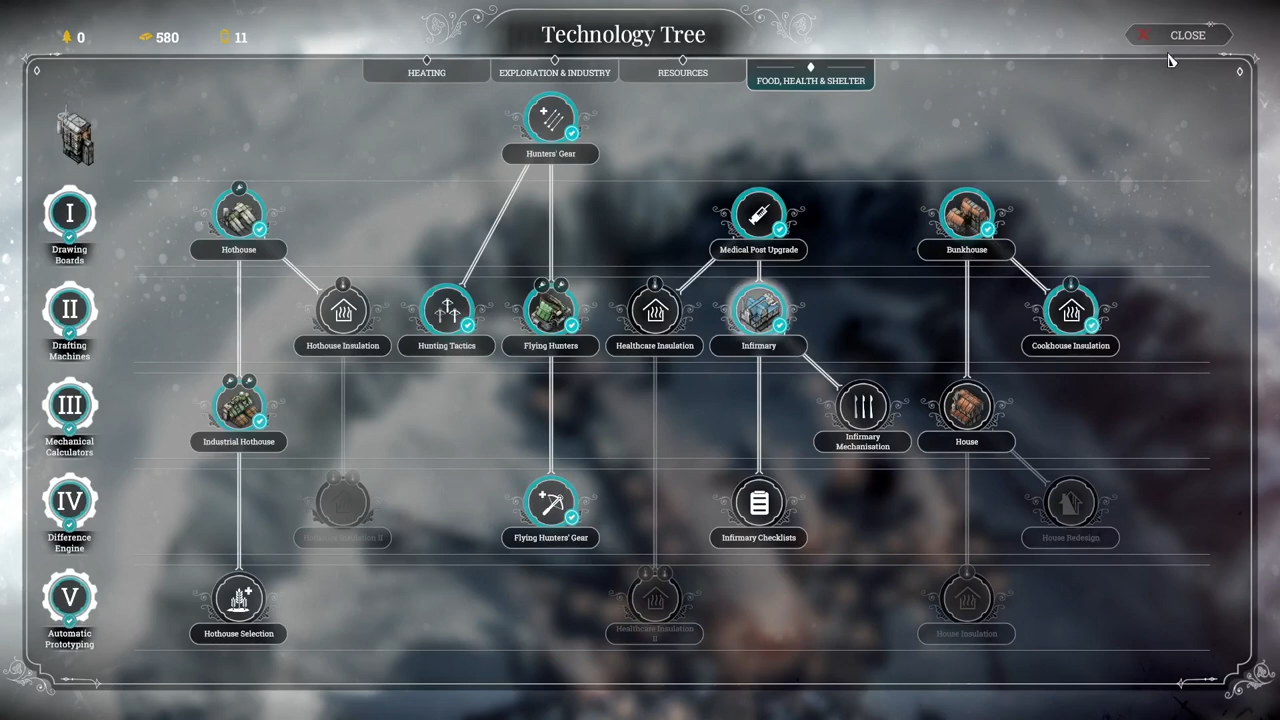 0 580 11
Technology Tree
CLOSE
HEATING
EXPLORATION & INDUSTRY
RESOURCES
FOOD, HEALTH & SHELTER
Hunters' Gear
I
Drawing
Boards
Hothouse
Medical Post Upgrade
Bunkhouse
II
Drafting
Machines
Hothouse Insulation
Hunting Tactics
Flying Hunters
Healthcare Insulation
Infirmary
Cookhouse Insulation
III
Mechanical
Calculators
Industrial Hothouse
Infirmary
Mechanisation
House
IV
Difference
Engine
Hothouse Insulation II
Flying Hunters' Gear
Infirmary Checklists
House Redesign
V
Automatic
Prototyping
Hothouse Selection
Healthcare Insulation
II
House Insulation